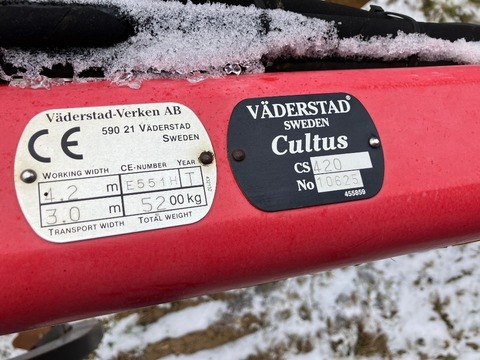 Väderstad-Verken AB
590 21 VÄDERSTAD
SWEDEN
CE
WORKING WIDTH CE-NUMBER YEAR
4.2 m E551H T
3.0 m 5200 kg
TRANSPORT WIDTH TOTAL WEIGHT
VÄDERSTAD®
SWEDEN
Cultus
CS 420
No 10625
455859